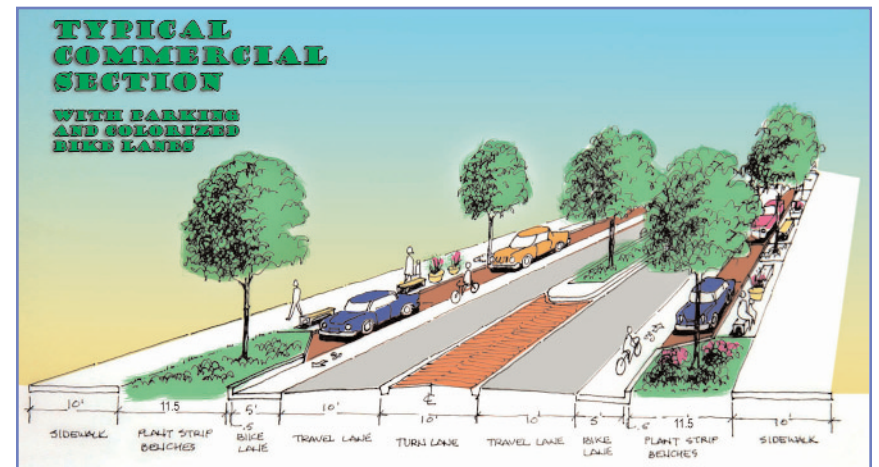 TYPICAL
COMMERCIAL
SECTION
WITH PARKING
AND COLORIZED
BIKE LANES
10' 11.5 5' 10' 10' 10' 5' 11.5 10'
.5 .6'
SIDEWALK PLANT STRIP BENCHES BIKE LANE TRAVEL LANE TURN LANE TRAVEL LANE BIKE LANE PLANT STRIP BENCHES SIDEWALK